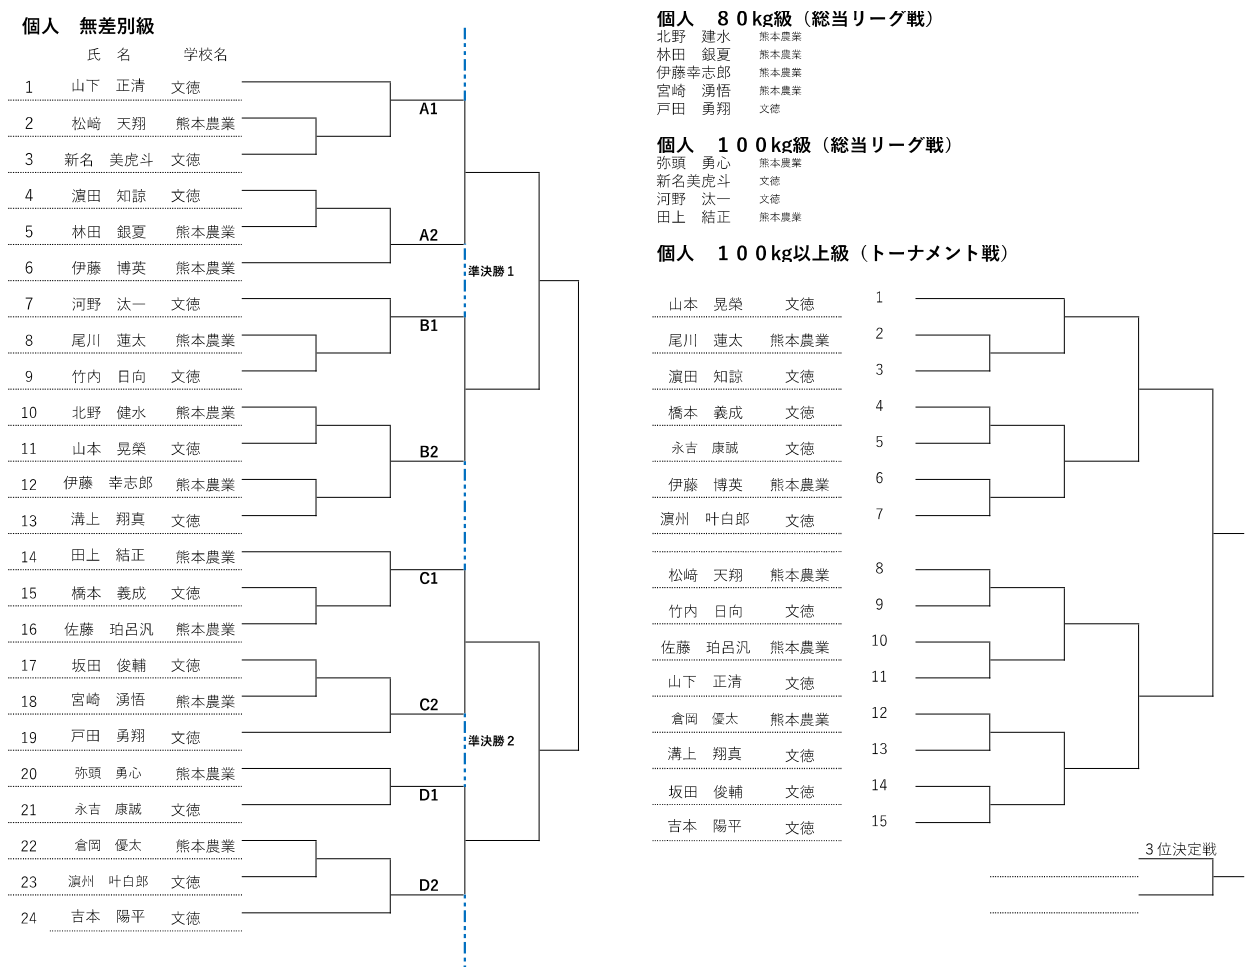 個人　無差別級
氏　名　学校名
1　山下　正清　文徳
2　松﨑　天翔　熊本農業
3　新名　美虎斗　文徳
4　濵田　知諒　文徳
5　林田　銀夏　熊本農業
6　伊藤　博英　熊本農業
7　河野　汰一　文徳
8　尾川　蓮太　熊本農業
9　竹内　日向　文徳
10　北野　健水　熊本農業
11　山本　晃榮　文徳
12　伊藤　幸志郎　熊本農業
13　溝上　翔真　文徳
14　田上　結正　熊本農業
15　橋本　義成　文徳
16　佐藤　珀呂汎　熊本農業
17　坂田　俊輔　文徳
18　宮崎　湧悟　熊本農業
19　戸田　勇翔　文徳
20　弥頭　勇心　熊本農業
21　永吉　康誠　文徳
22　倉岡　優太　熊本農業
23　濵州　叶白郎　文徳
24　吉本　陽平　文徳
A1
A2
準決勝１
B1
B2
C1
C2
準決勝２
D1
D2
個人　８０kg級（総当リーグ戦）
北野　建水　熊本農業
林田　銀夏　熊本農業
伊藤幸志郎　熊本農業
宮崎　湧悟　熊本農業
戸田　勇翔　文徳
個人　１００kg級（総当リーグ戦）
弥頭　勇心　熊本農業
新名美虎斗　文徳
河野　汰一　文徳
田上　結正　熊本農業
個人　１００kg以上級（トーナメント戦）
山本　晃榮　文徳　1
尾川　蓮太　熊本農業　2
濵田　知諒　文徳　3
橋本　義成　文徳　4
永吉　康誠　文徳　5
伊藤　博英　熊本農業　6
濵州　叶白郎　文徳　7
松﨑　天翔　熊本農業　8
竹内　日向　文徳　9
佐藤　珀呂汎　熊本農業　10
山下　正清　文徳　11
倉岡　優太　熊本農業　12
溝上　翔真　文徳　13
坂田　俊輔　文徳　14
吉本　陽平　文徳　15
３位決定戦